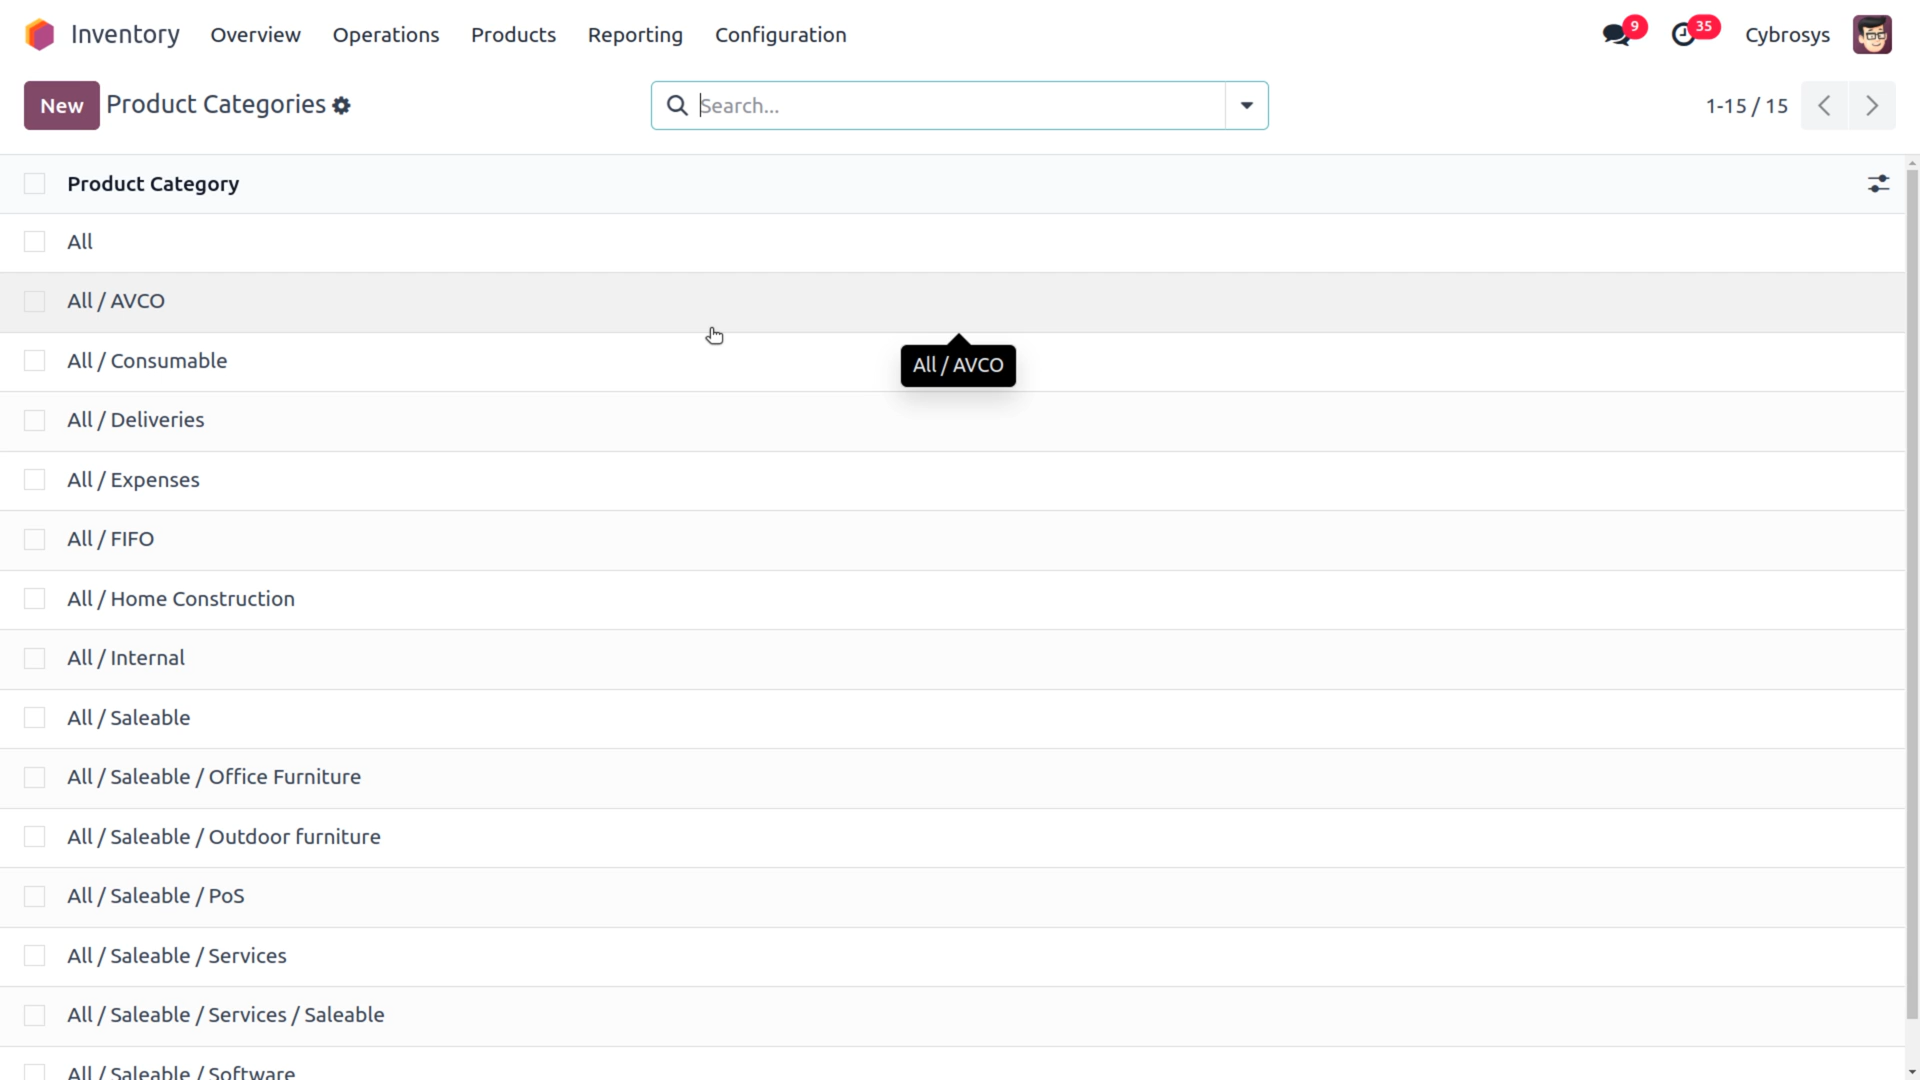 Inventory Overview Operations Products Reporting Configuration 9 35 Cybrosys
New Product Categories Search... 1-15 / 15
Product Category
All
All / AVCO
All / Consumable
All / AVCO
All / Deliveries
All / Expenses
All / FIFO
All / Home Construction
All / Internal
All / Saleable
All / Saleable / Office Furniture
All / Saleable / Outdoor furniture
All / Saleable / PoS
All / Saleable / Services
All / Saleable / Services / Saleable
All / Saleable / Software